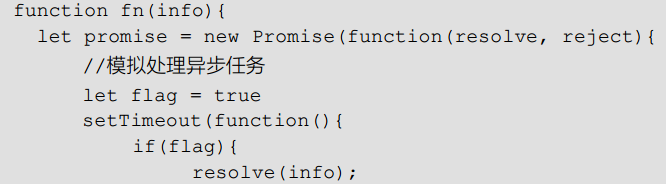 function fn(info){
let promise = new Promise(function(resolve, reject){
//模拟处理异步任务
let flag = true
setTimeout(function(){
if(flag){
resolve(info);